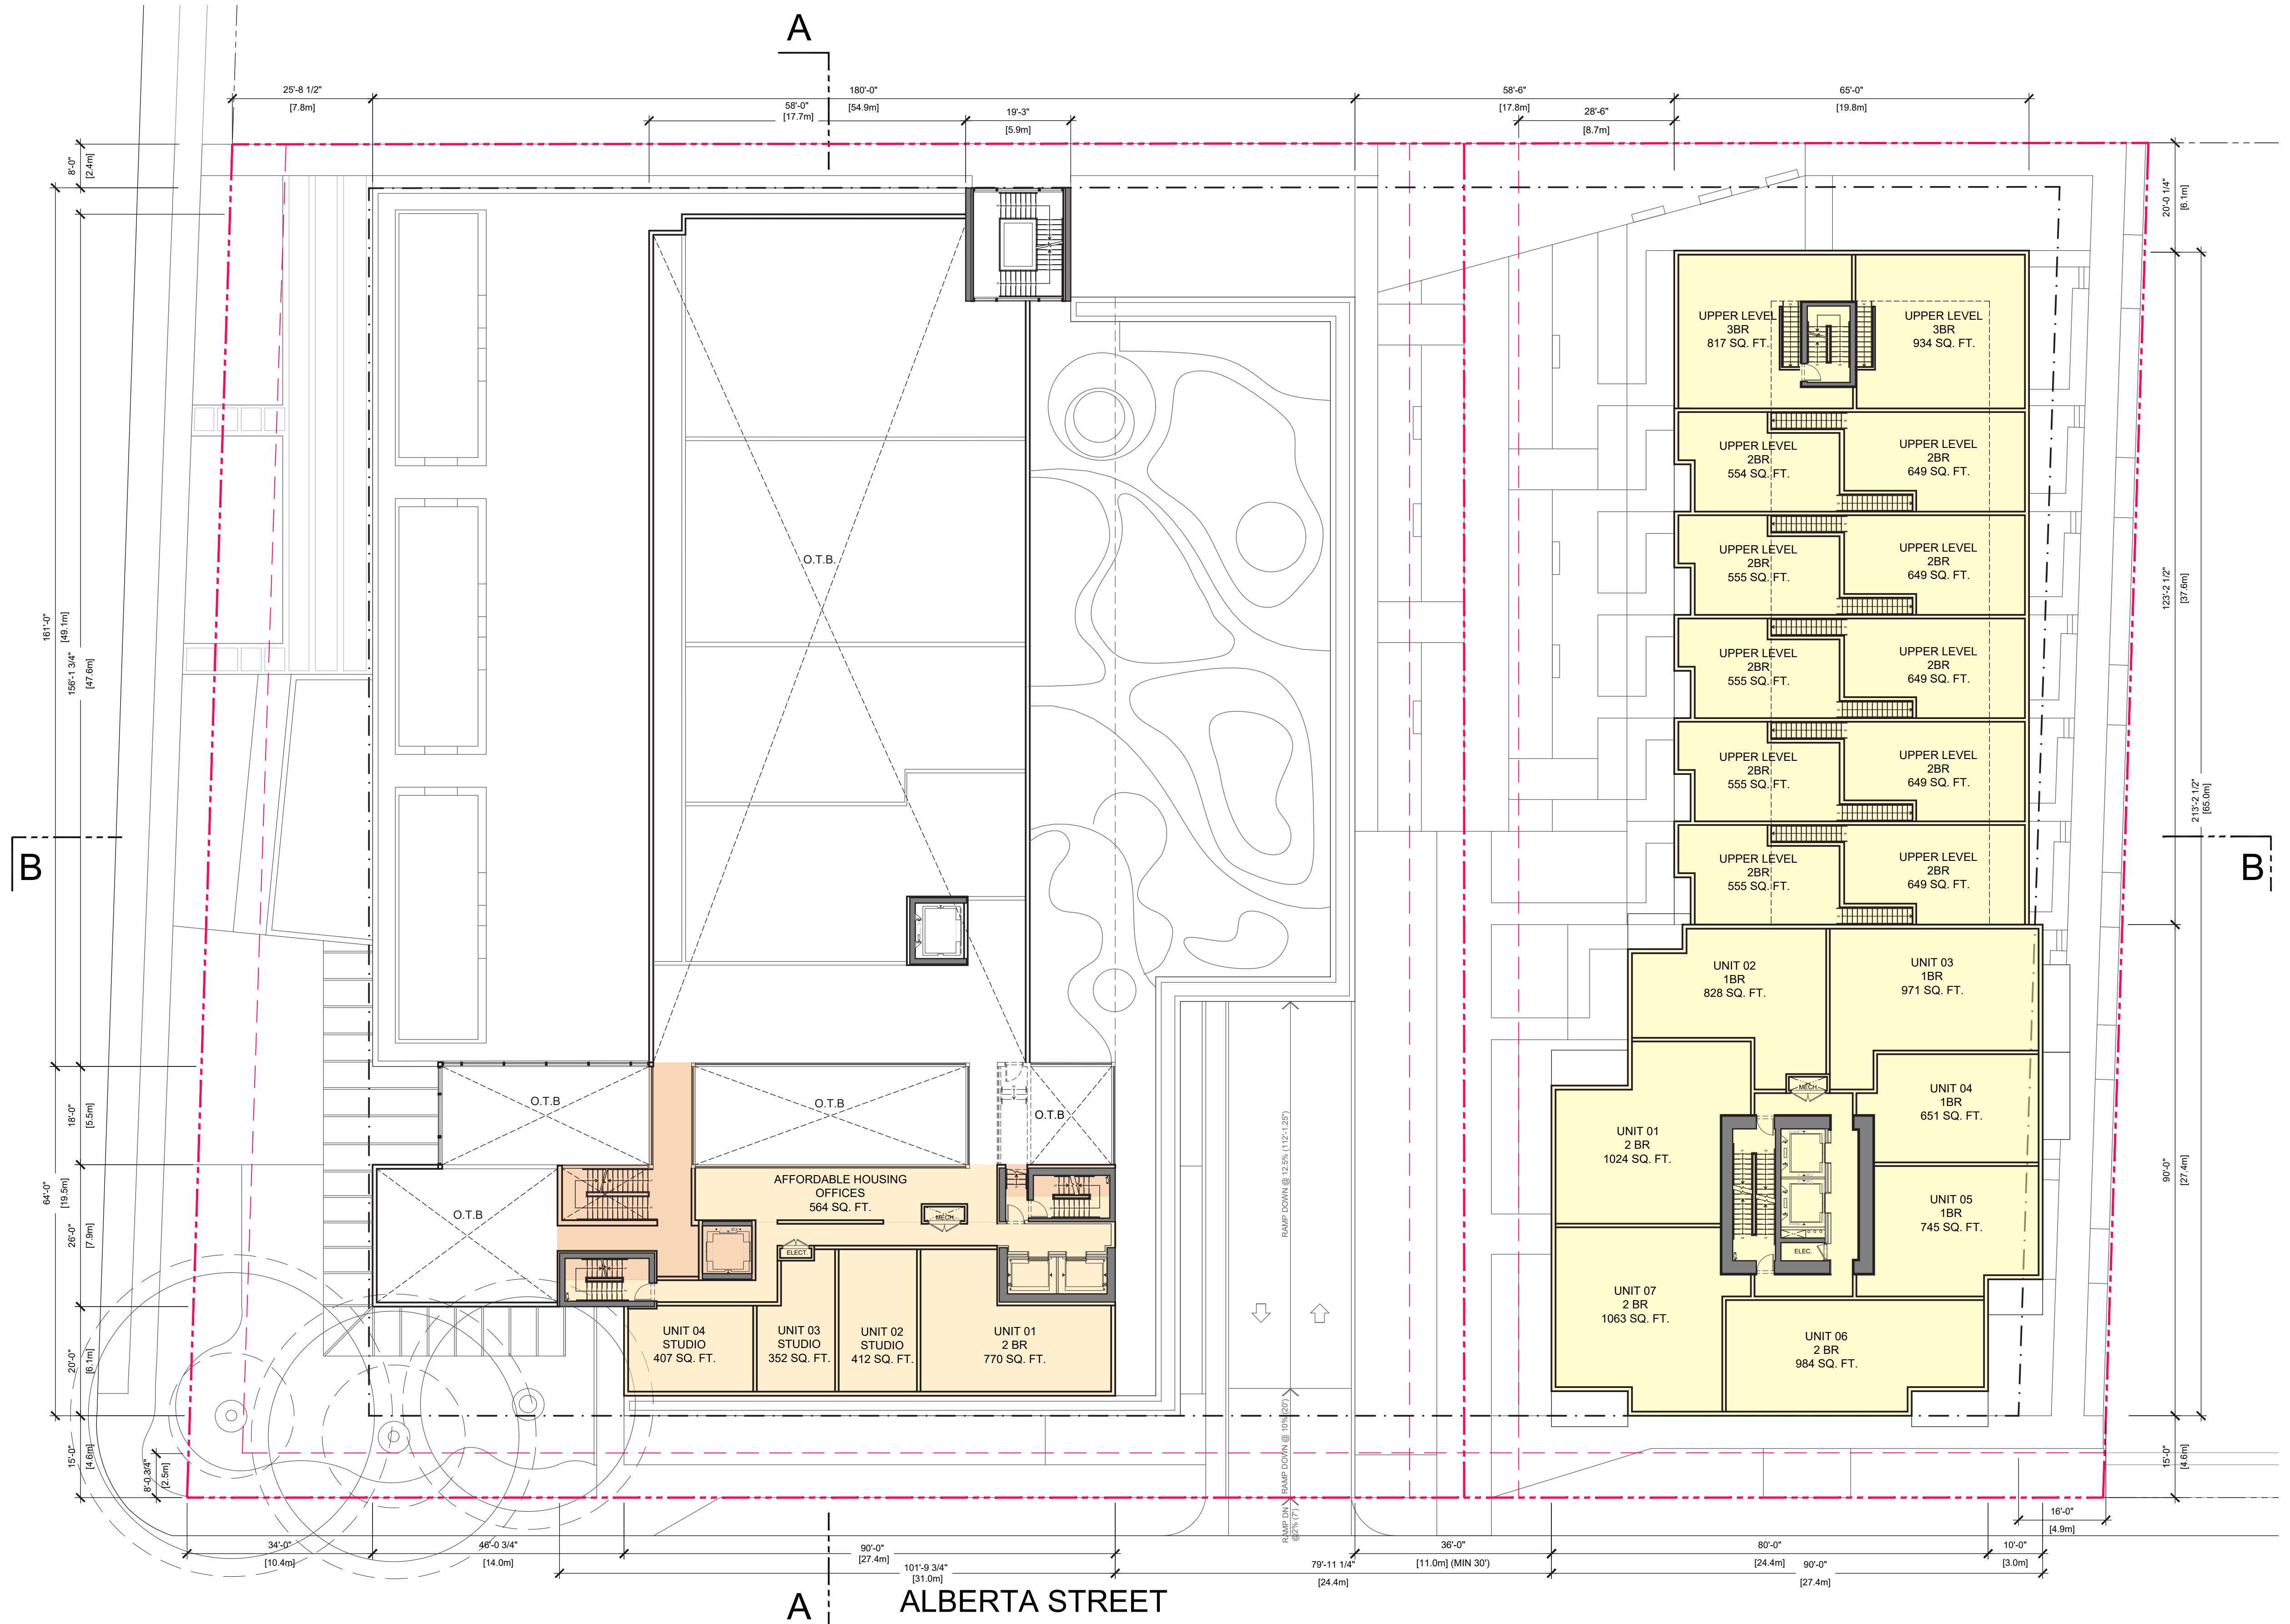 A
25'-8 1/2"
[7.8m]
180'-0"
[54.9m]
58'-0"
[17.7m]
19'-3"
[5.9m]
58'-6"
[17.8m]
28'-6"
[8.7m]
65'-0"
[19.8m]
8'-0"
[2.4m]
20'-0 1/4"
[6.1m]
161'-0"
[49.1m]
156'-1 3/4"
[47.6m]
123'-2 1/2"
[37.6m]
213'-2 1/2"
[65.0m]
UPPER LEVEL
3BR
817 SQ. FT.
UPPER LEVEL
3BR
934 SQ. FT.
UPPER LEVEL
2BR
554 SQ. FT.
UPPER LEVEL
2BR
649 SQ. FT.
O.T.B.
UPPER LEVEL
2BR
555 SQ. FT.
UPPER LEVEL
2BR
649 SQ. FT.
UPPER LEVEL
2BR
555 SQ. FT.
UPPER LEVEL
2BR
649 SQ. FT.
UPPER LEVEL
2BR
555 SQ. FT.
UPPER LEVEL
2BR
649 SQ. FT.
UPPER LEVEL
2BR
555 SQ. FT.
UPPER LEVEL
2BR
649 SQ. FT.
B
B
UNIT 02
1BR
828 SQ. FT.
UNIT 03
1BR
971 SQ. FT.
MECH
UNIT 04
1BR
651 SQ. FT.
UNIT 01
2 BR
1024 SQ. FT.
UNIT 05
1BR
745 SQ. FT.
ELEC.
UNIT 07
2 BR
1063 SQ. FT.
UNIT 06
2 BR
984 SQ. FT.
90'-0"
[27.4m]
15'-0"
[4.6m]
18'-0"
[5.5m]
64'-0"
[19.5m]
26'-0"
[7.9m]
20'-0"
[6.1m]
15'-0"
[4.6m]
8'-0 3/4"
[2.5m]
O.T.B
O.T.B
O.T.B
O.T.B
AFFORDABLE HOUSING
OFFICES
564 SQ. FT.
MECH.
ELECT.
UNIT 04
STUDIO
407 SQ. FT.
UNIT 03
STUDIO
352 SQ. FT.
UNIT 02
STUDIO
412 SQ. FT.
UNIT 01
2 BR
770 SQ. FT.
RAMP DOWN @ 12.5% (112'-1.25")
RAMP DOWN @ 10% (20')
RAMP DN
@2% (7')
34'-0"
[10.4m]
46'-0 3/4"
[14.0m]
90'-0"
[27.4m]
101'-9 3/4"
[31.0m]
79'-11 1/4"
[24.4m]
36'-0"
[11.0m] (MIN 30')
80'-0"
[24.4m]
90'-0"
[27.4m]
10'-0"
[3.0m]
16'-0"
[4.9m]
A
ALBERTA STREET